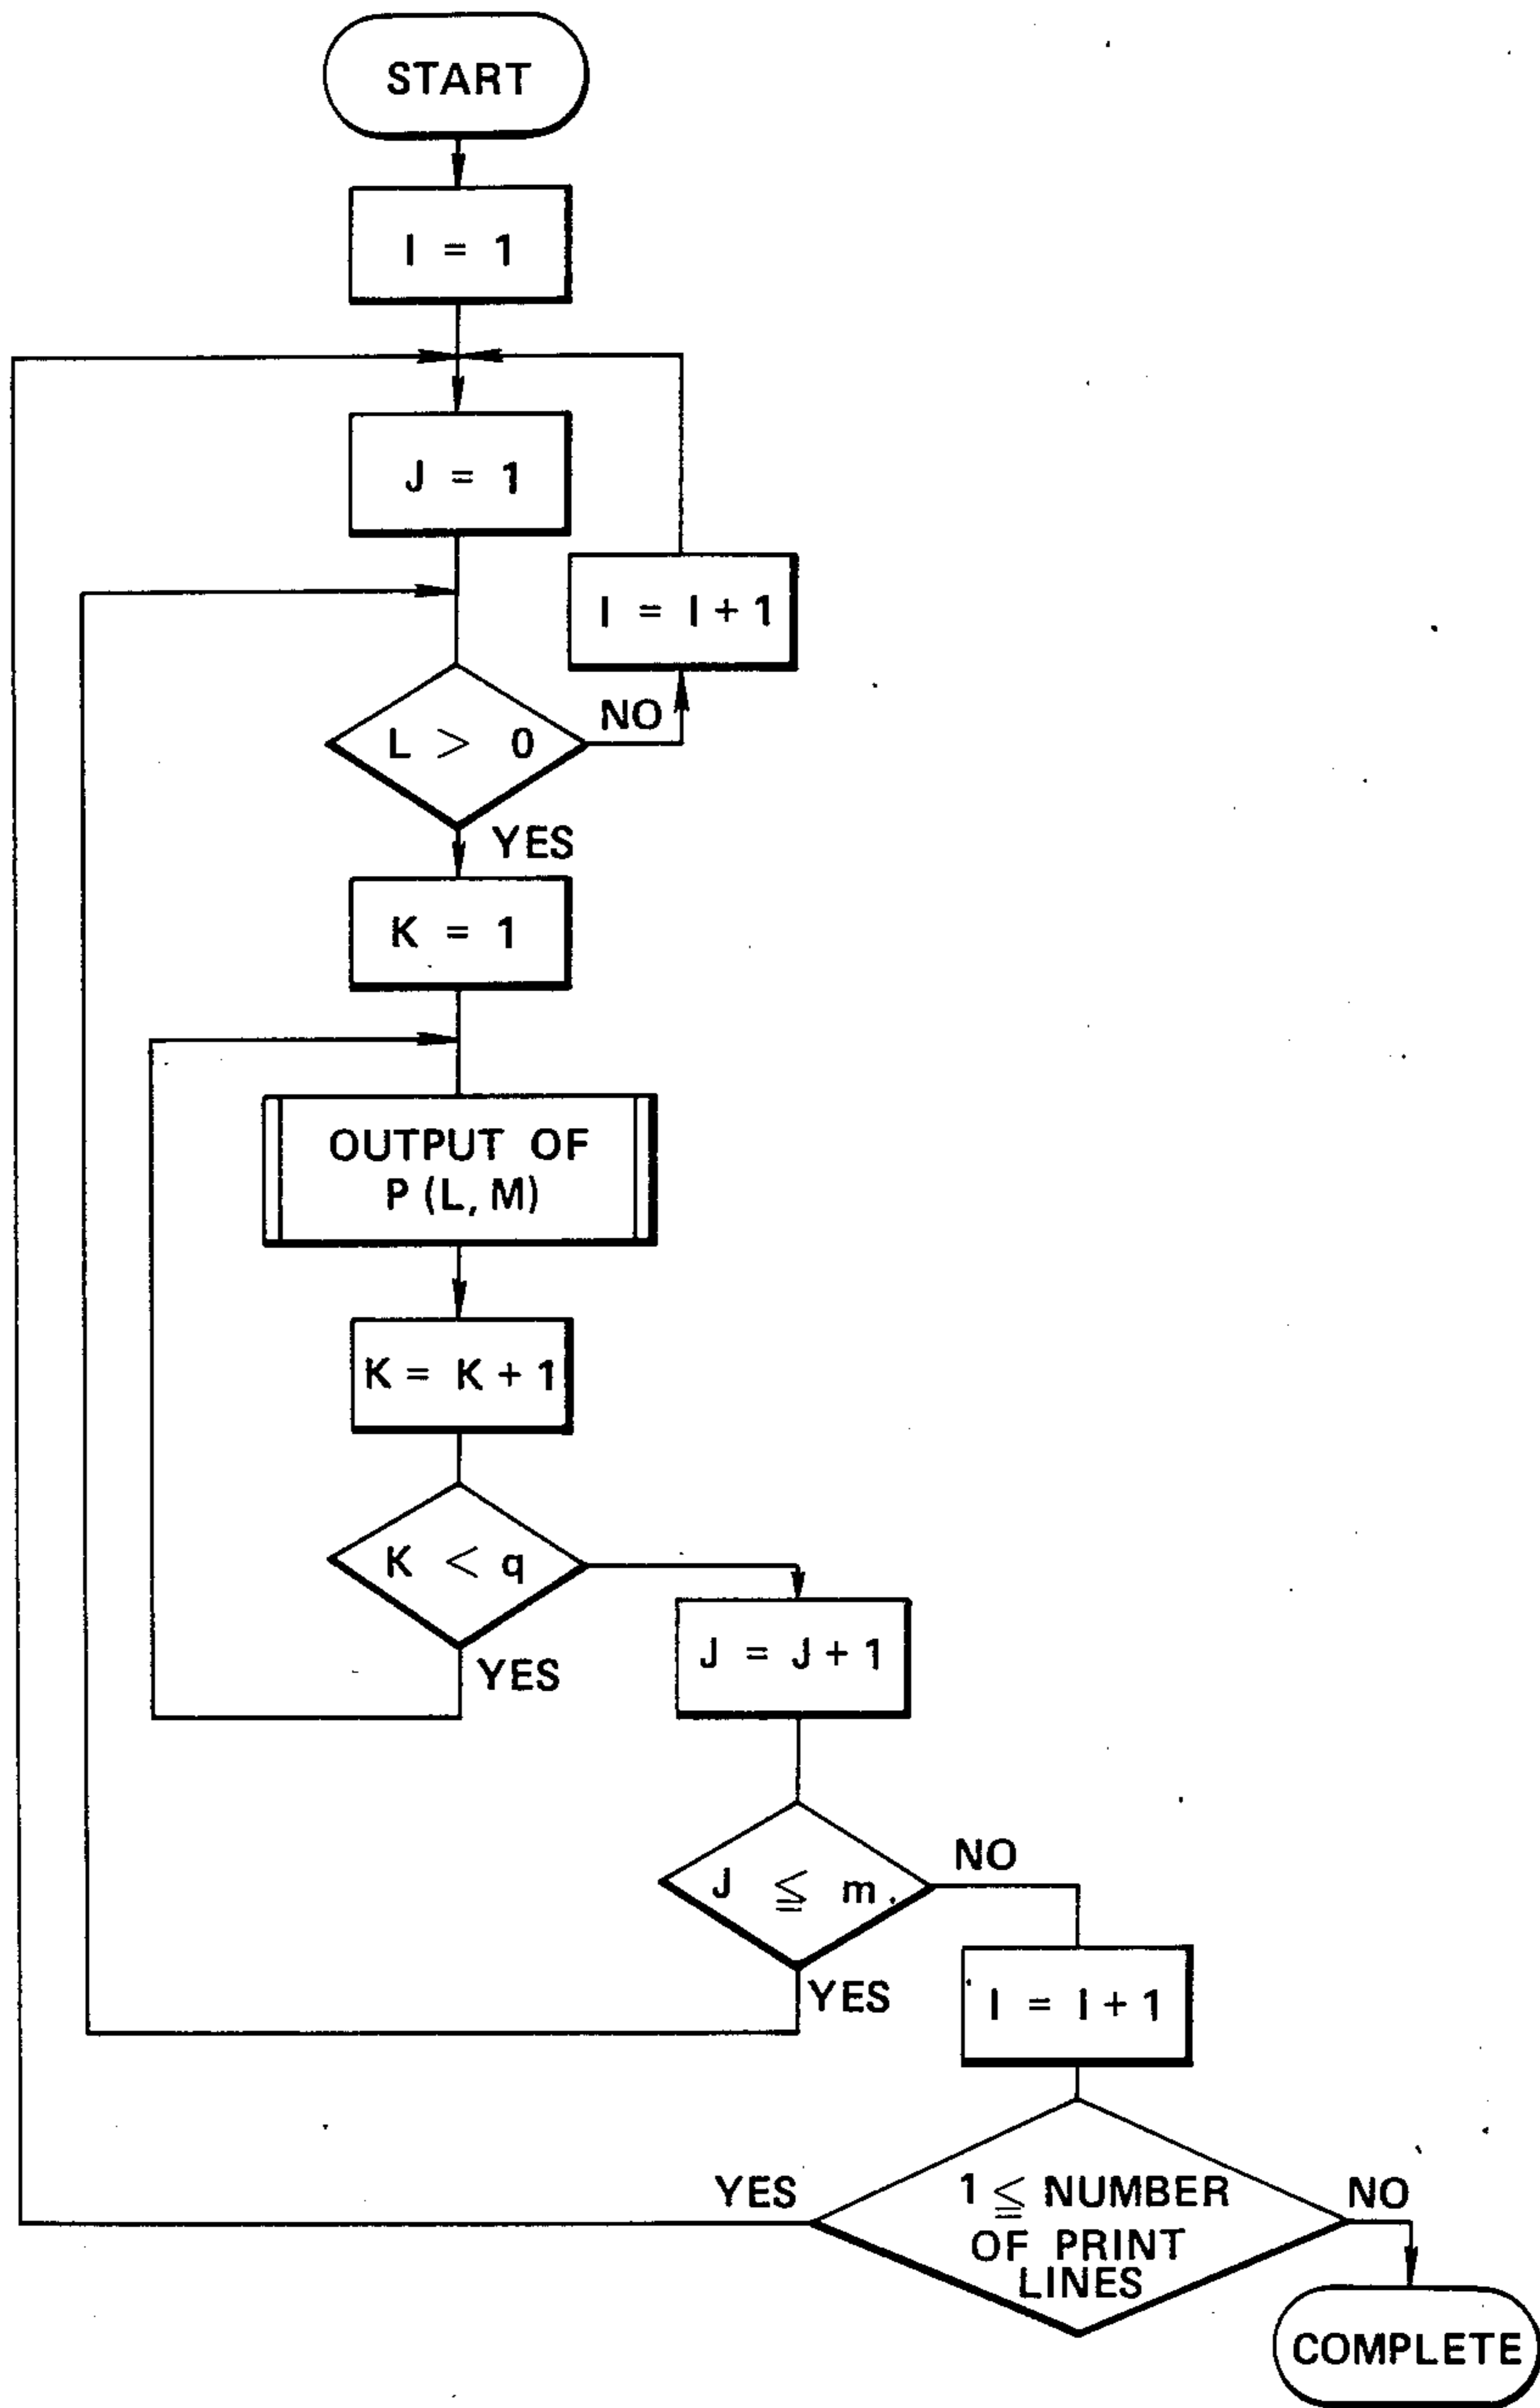 START
I = 1
J = 1
I = I + 1
NO
L > 0
YES
K = 1
OUTPUT OF
P (L, M)
K = K + 1
K < q
YES
J = J + 1
J ≦ m
NO
YES
I = I + 1
YES
1 ≦ NUMBER
OF PRINT
LINES
NO
COMPLETE